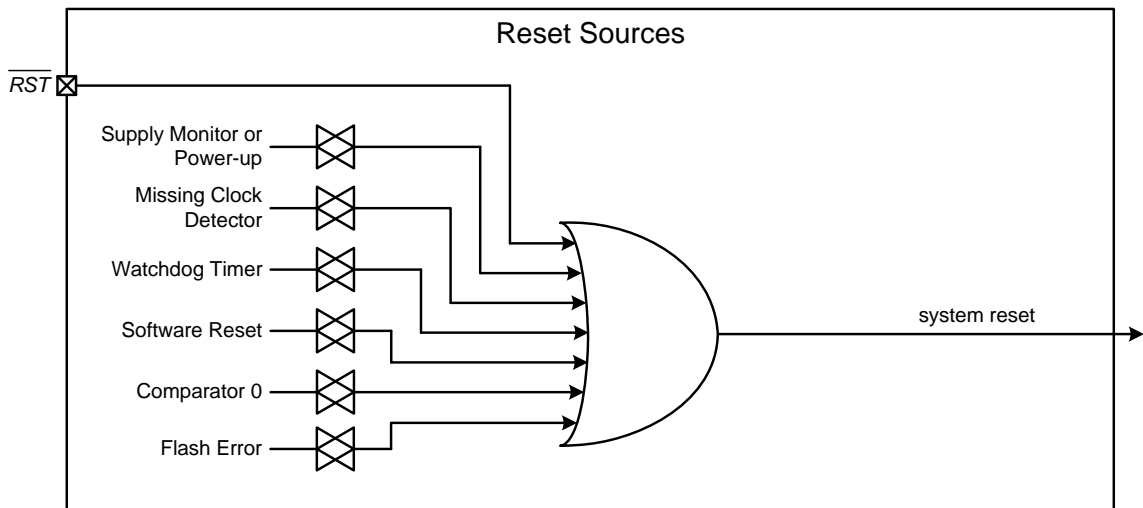 Reset Sources
RST
Supply Monitor or
Power-up
Missing Clock
Detector
Watchdog Timer
Software Reset
Comparator 0
Flash Error
system reset